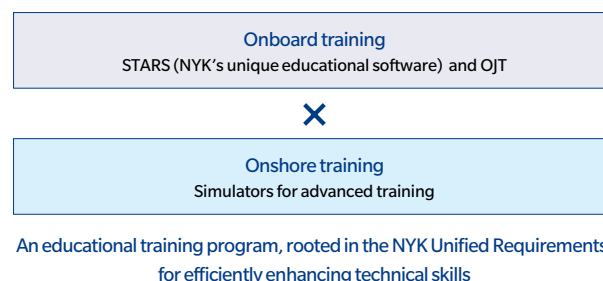 Onboard training
STARS (NYK's unique educational software) and OJT
×
Onshore training
Simulators for advanced training
An educational training program, rooted in the NYK Unified Requirements
for efficiently enhancing technical skills